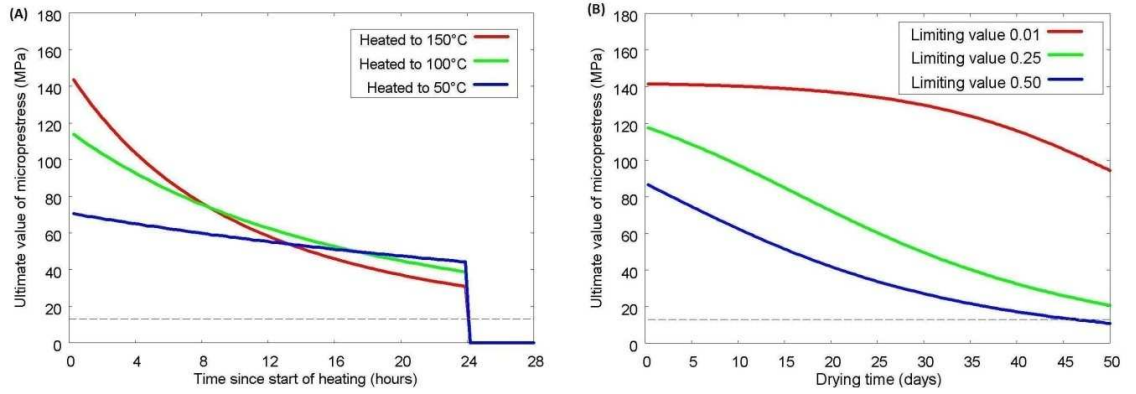 (A)
Ultimate value of microprestress (MPa)
180
160
140
120
100
80
60
40
20
0
Heated to 150°C
Heated to 100°C
Heated to 50°C
0 4 8 12 16 20 24 28
Time since start of heating (hours)
(B)
Ultimate value of microprestress (MPa)
180
160
140
120
100
80
60
40
20
0
Limiting value 0.01
Limiting value 0.25
Limiting value 0.50
0 5 10 15 20 25 30 35 40 45 50
Drying time (days)